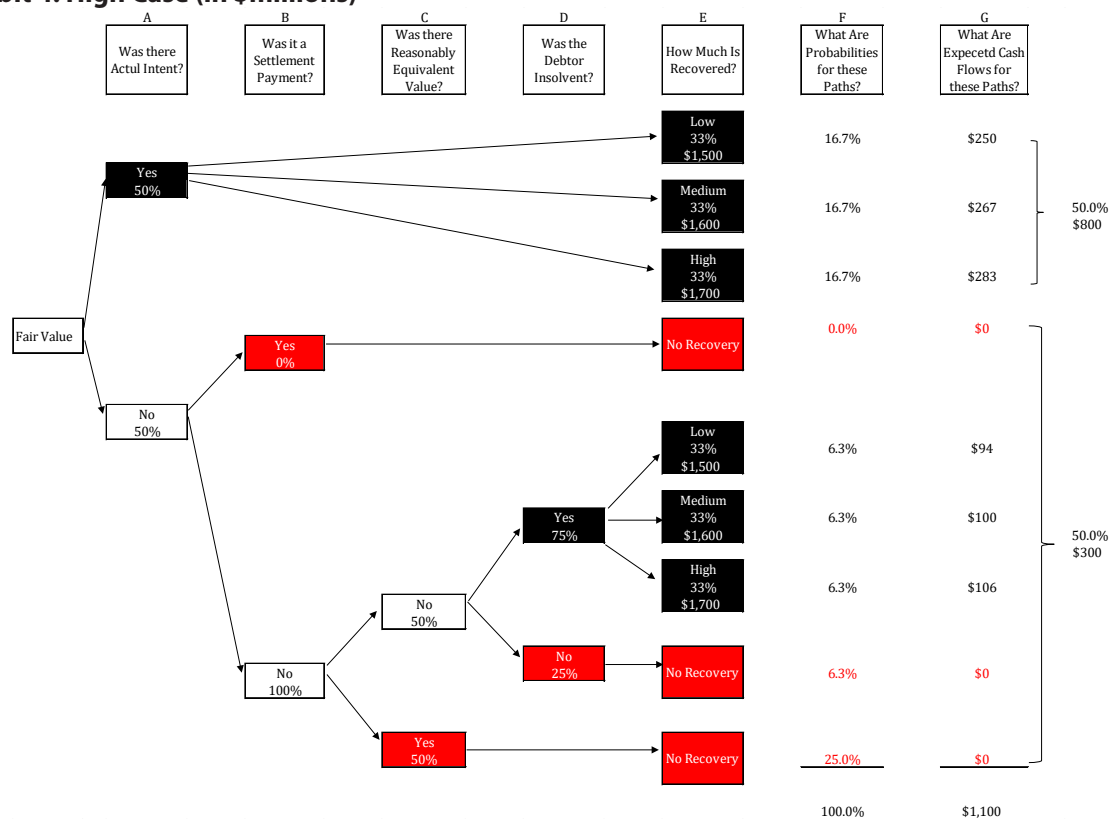 4. High Case (in $millions)
A
B
C
D
E
F
G
Was there
Actul Intent?
Was it a
Settlement
Payment?
Was there
Reasonably
Equivalent
Value?
Was the
Debtor
Insolvent?
How Much Is
Recovered?
What Are
Probabilities
for these
Paths?
What Are
Expecetd Cash
Flows for
these Paths?
Low
33%
$1,500
16.7%
$250
Yes
50%
Medium
33%
$1,600
16.7%
$267
50.0%
$800
High
33%
$1,700
16.7%
$283
Fair Value
Yes
0%
No Recovery
0.0%
$0
No
50%
Low
33%
$1,500
6.3%
$94
Yes
75%
Medium
33%
$1,600
6.3%
$100
50.0%
$300
High
33%
$1,700
6.3%
$106
No
50%
No
25%
No Recovery
6.3%
$0
No
100%
Yes
50%
No Recovery
25.0%
$0
100.0%
$1,100